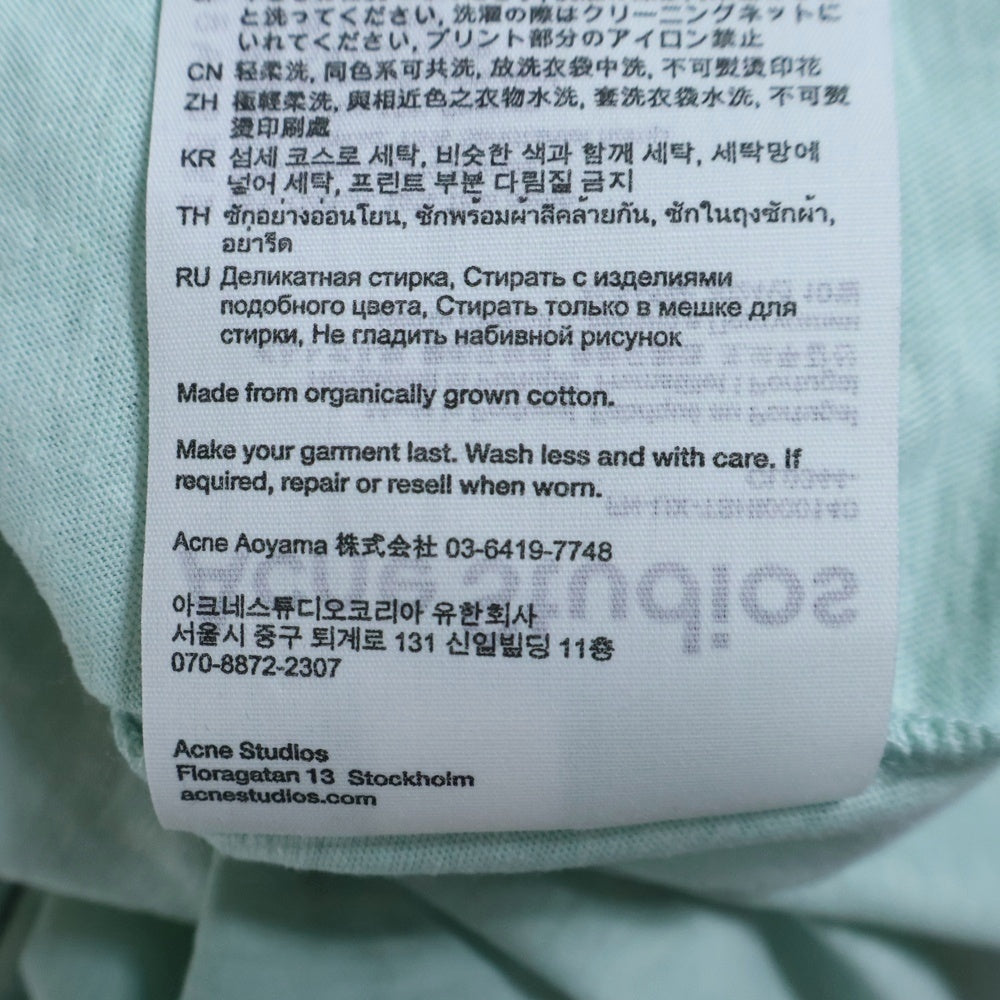 と洗ってください, 洗濯の際はクリーニングネットに
いれてください, プリント部分のアイロン禁止
CN 轻柔洗, 同色系可共洗, 放洗衣袋中洗, 不可熨烫印花
ZH 極輕柔洗, 與相近色之衣物水洗, 套洗衣袋水洗, 不可熨
燙印刷處
KR 섬세 코스로 세탁, 비슷한 색과 함께 세탁, 세탁망에
넣어 세탁, 프린트 부분 다림질 금지
TH ซักอย่างอ่อนโยน, ซักพร้อมผ้าสีคล้ายกัน, ซักในถุงซักผ้า,
อย่ารีด
RU Деликатная стирка, Стирать с изделиями
подобного цвета, Стирать только в мешке для
стирки, Не гладить набивной рисунок
Made from organically grown cotton.
Make your garment last. Wash less and with care. If
required, repair or resell when worn.
Acne Aoyama 株式会社 03-6419-7748
아크네스튜디오코리아 유한회사
서울시 중구 퇴계로 131 신일빌딩 11층
070-8872-2307
Acne Studios
Floragatan 13 Stockholm
acnestudios.com